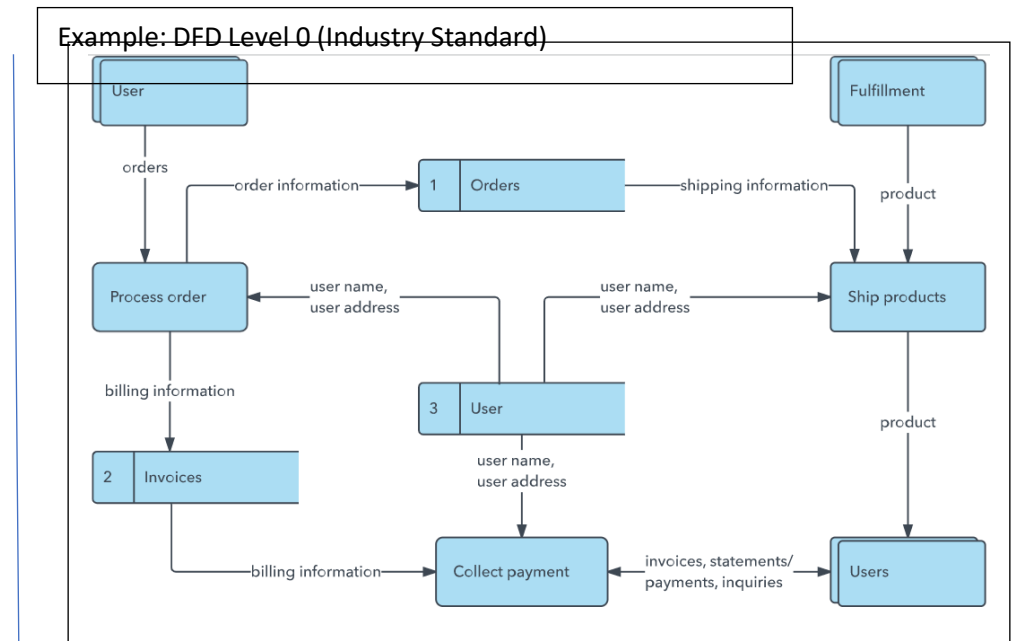 Example: DFD Level 0 (Industry Standard)
User
Fulfillment
orders
order information
1 Orders
shipping information
product
Process order
user name,
user address
user name,
user address
Ship products
billing information
3 User
product
2 Invoices
user name,
user address
billing information
Collect payment
invoices, statements/
payments, inquiries
Users